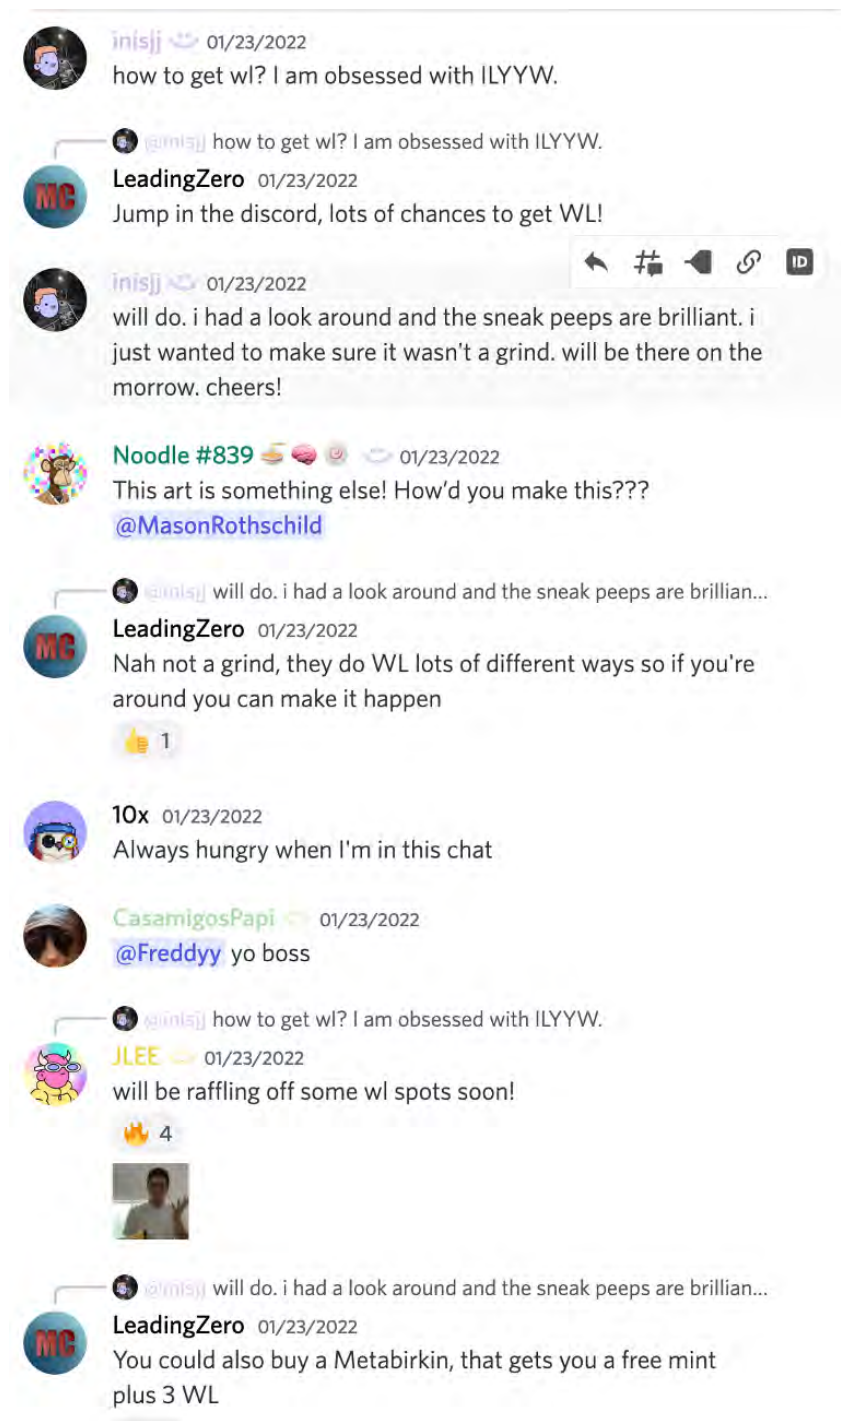 inisjj 01/23/2022
how to get wl? I am obsessed with ILYYW.
@inisjj how to get wl? I am obsessed with ILYYW.
MC
LeadingZero 01/23/2022
Jump in the discord, lots of chances to get WL!
ID
inisjj 01/23/2022
will do. i had a look around and the sneak peeps are brilliant. i
just wanted to make sure it wasn't a grind. will be there on the
morrow. cheers!
Noodle #839 01/23/2022
This art is something else! How'd you make this???
@MasonRothschild
@inisjj will do. i had a look around and the sneak peeps are brillian...
MC
LeadingZero 01/23/2022
Nah not a grind, they do WL lots of different ways so if you're
around you can make it happen
👍 1
10x 01/23/2022
Always hungry when I'm in this chat
CasamigosPapi 01/23/2022
@Freddyy yo boss
@inisjj how to get wl? I am obsessed with ILYYW.
JLEE 01/23/2022
will be raffling off some wl spots soon!
🔥 4
@inisjj will do. i had a look around and the sneak peeps are brillian...
MC
LeadingZero 01/23/2022
You could also buy a Metabirkin, that gets you a free mint
plus 3 WL